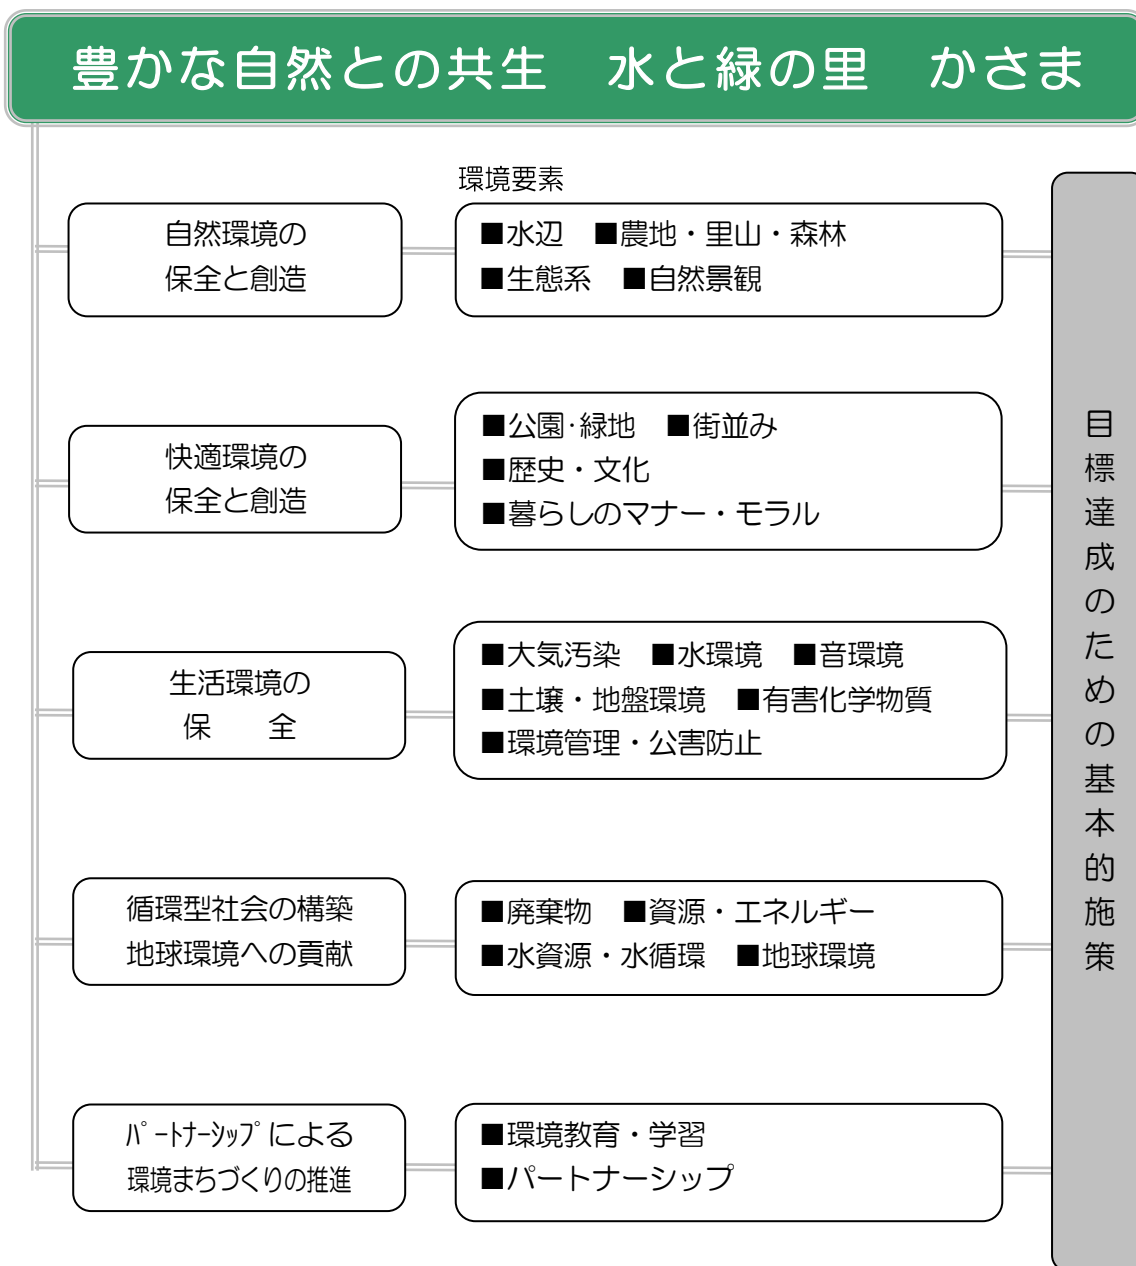 豊かな自然との共生　水と緑の里　かさま
環境要素
自然環境の
保全と創造
■水辺　■農地・里山・森林
■生態系　■自然景観
快適環境の
保全と創造
■公園･緑地　■街並み
■歴史・文化
■暮らしのマナー・モラル
生活環境の
保　　全
■大気汚染　■水環境　■音環境
■土壌・地盤環境　■有害化学物質
■環境管理・公害防止
循環型社会の構築
地球環境への貢献
■廃棄物　■資源・エネルギー
■水資源・水循環　■地球環境
ﾊﾟｰﾄﾅｰｼｯﾌﾟによる
環境まちづくりの推進
■環境教育・学習
■パートナーシップ
目標達成のための基本的施策